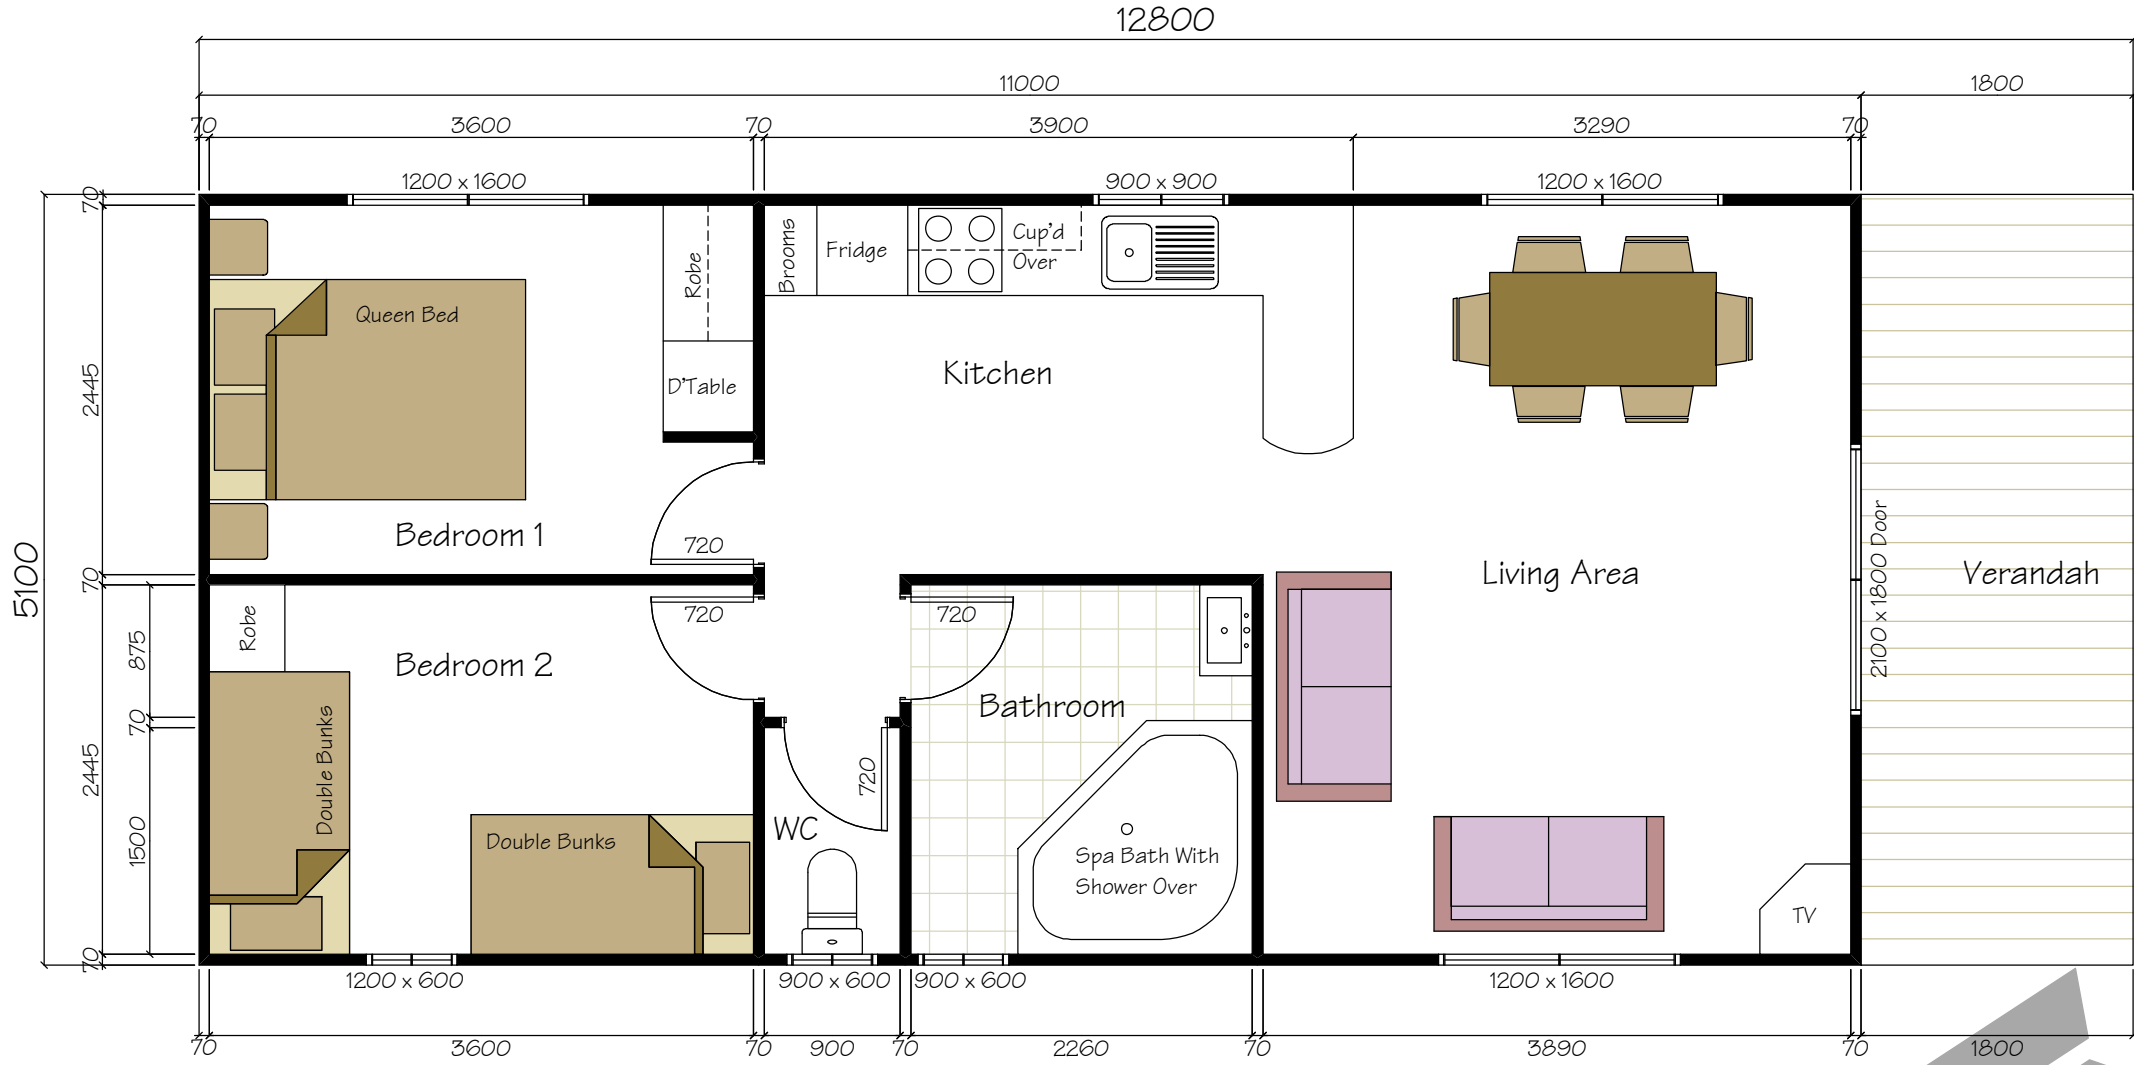 12800
11000
1800
70
3600
70
3900
3290
70
1200 x 1600
900 x 900
1200 x 1600
70
Brooms
Fridge
Cup'd
Over
Robe
Queen Bed
Kitchen
D'Table
2445
Bedroom 1
720
2100 x 1800 Door
Living Area
Verandah
5100
70
720
720
Robe
875
Bedroom 2
Bathroom
70
Double Bunks
2445
720
1500
WC
Double Bunks
Spa Bath With
Shower Over
TV
70
1200 x 600
900 x 600
900 x 600
1200 x 1600
70
3600
70
900
70
2260
70
3890
70
1800